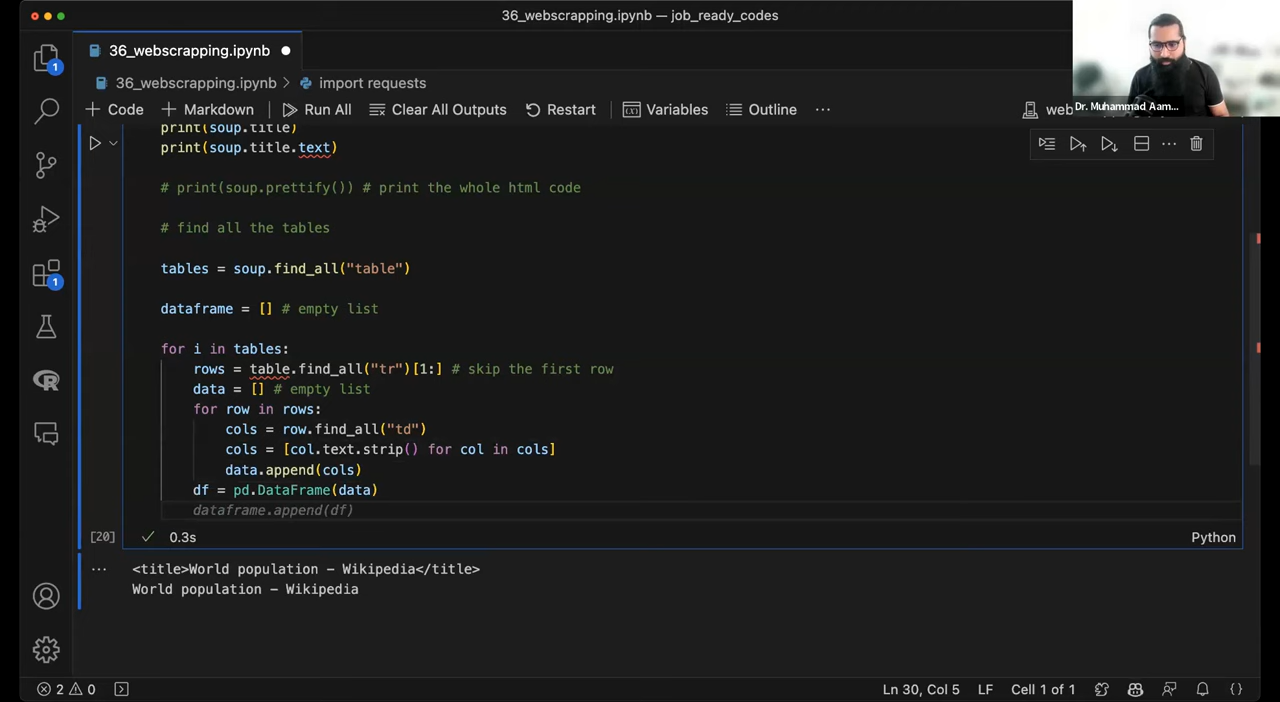 36_webscrapping.ipynb — job_ready_codes
36_webscrapping.ipynb
1
36_webscrapping.ipynb > import requests
+ Code + Markdown | Run All Clear All Outputs Restart | Variables Outline ...
web
Dr. Muhammad Aam...
print(soup.title)
print(soup.title.text)
# print(soup.prettify()) # print the whole html code
# find all the tables
tables = soup.find_all("table")
1
dataframe = [] # empty list
for i in tables:
rows = table.find_all("tr")[1:] # skip the first row
data = [] # empty list
for row in rows:
cols = row.find_all("td")
cols = [col.text.strip() for col in cols]
data.append(cols)
df = pd.DataFrame(data)
dataframe.append(df)
[20] ✓ 0.3s Python
... <title>World population - Wikipedia</title>
World population - Wikipedia
2 0 Ln 30, Col 5 LF Cell 1 of 1 {}